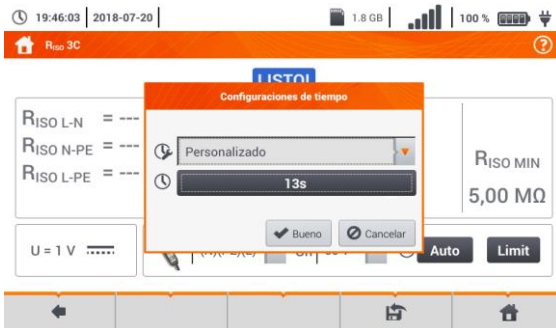 19:46:03 2018-07-20 1.8 GB 100 %
RISO 3C
LISTO!
Configuraciones de tiempo
RISO L-N = ---
RISO N-PE = ---
RISO L-PE = ---
Personalizado
13s
RISO MIN
5,00 MΩ
Bueno Cancelar
U = 1 V
Auto Limit